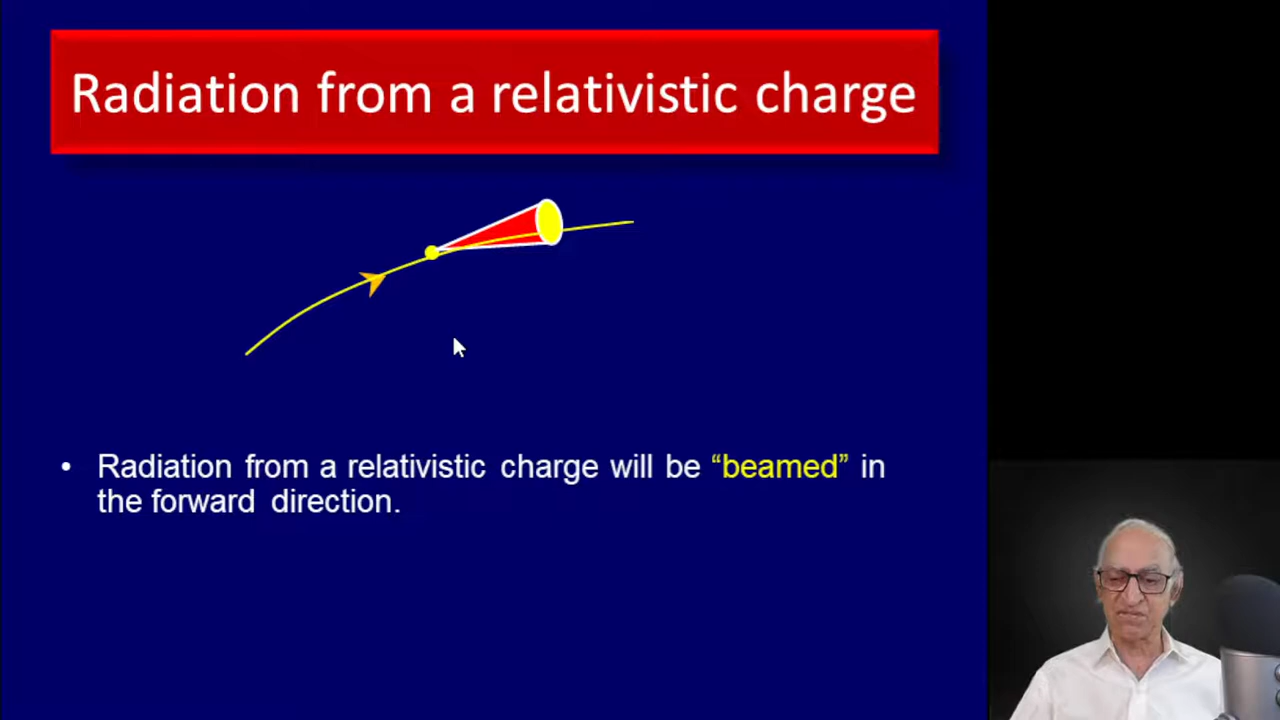 Radiation from a relativistic charge
• Radiation from a relativistic charge will be “beamed” in
the forward direction.